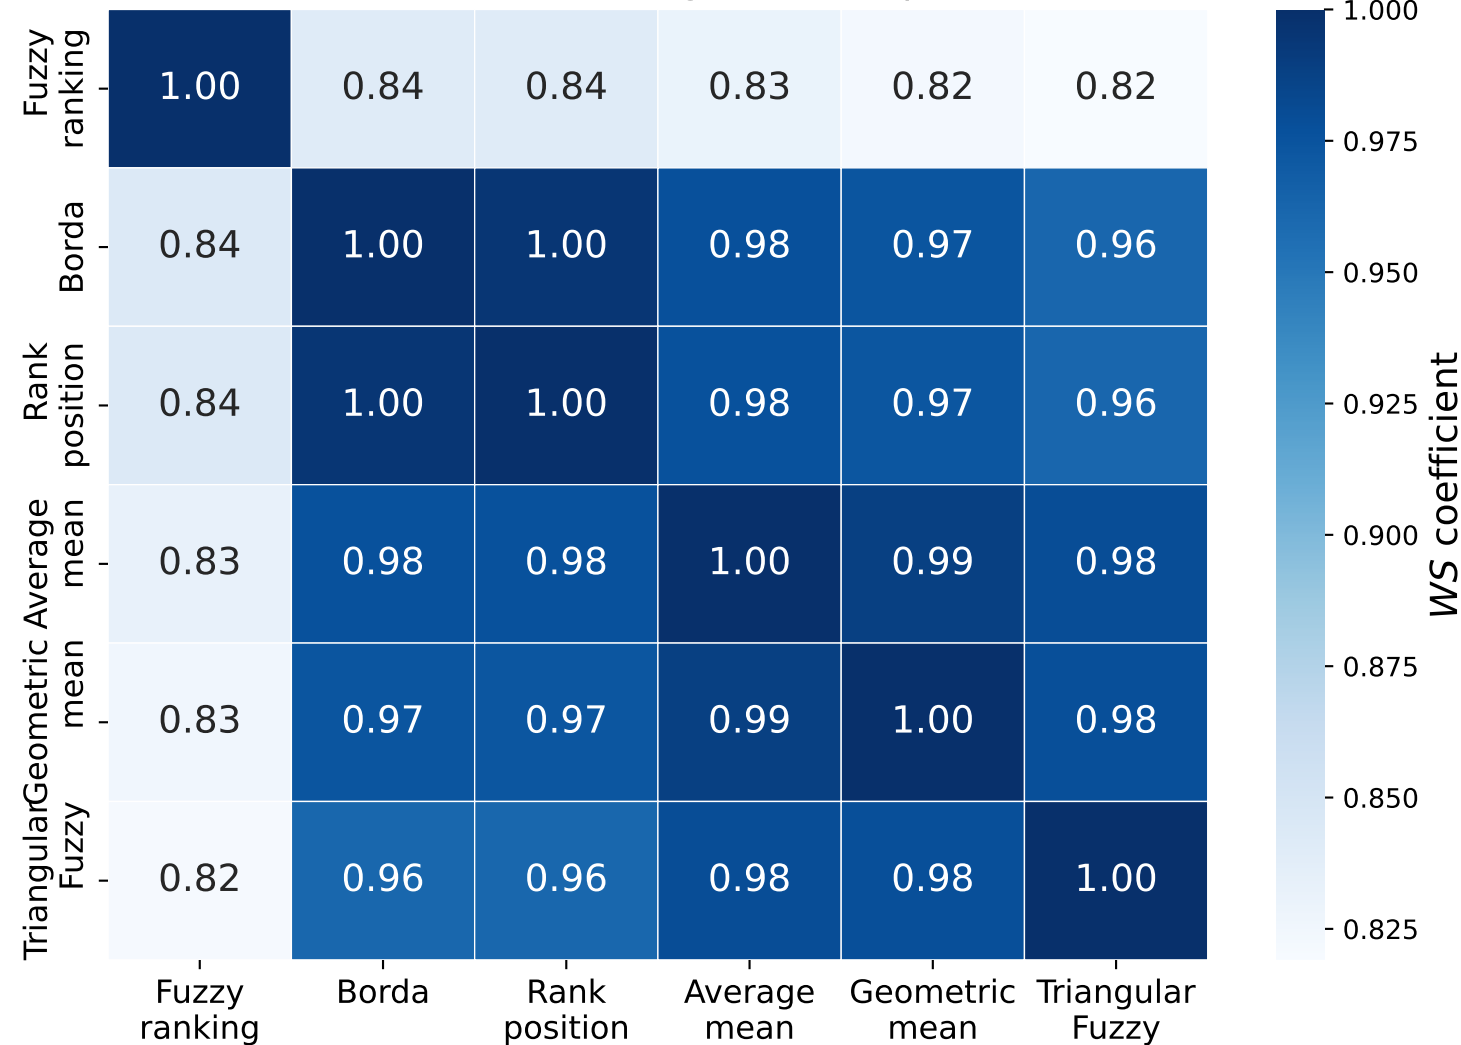 Fuzzy
ranking
1.00 0.84 0.84 0.83 0.82 0.82
Borda
0.84 1.00 1.00 0.98 0.97 0.96
Rank
position
0.84 1.00 1.00 0.98 0.97 0.96
Average
mean
0.83 0.98 0.98 1.00 0.99 0.98
Geometric
mean
0.83 0.97 0.97 0.99 1.00 0.98
Triangular
Fuzzy
0.82 0.96 0.96 0.98 0.98 1.00
Fuzzy
ranking
Borda
Rank
position
Average
mean
Geometric
mean
Triangular
Fuzzy
1.000
0.975
0.950
0.925
0.900
0.875
0.850
0.825
WS coefficient